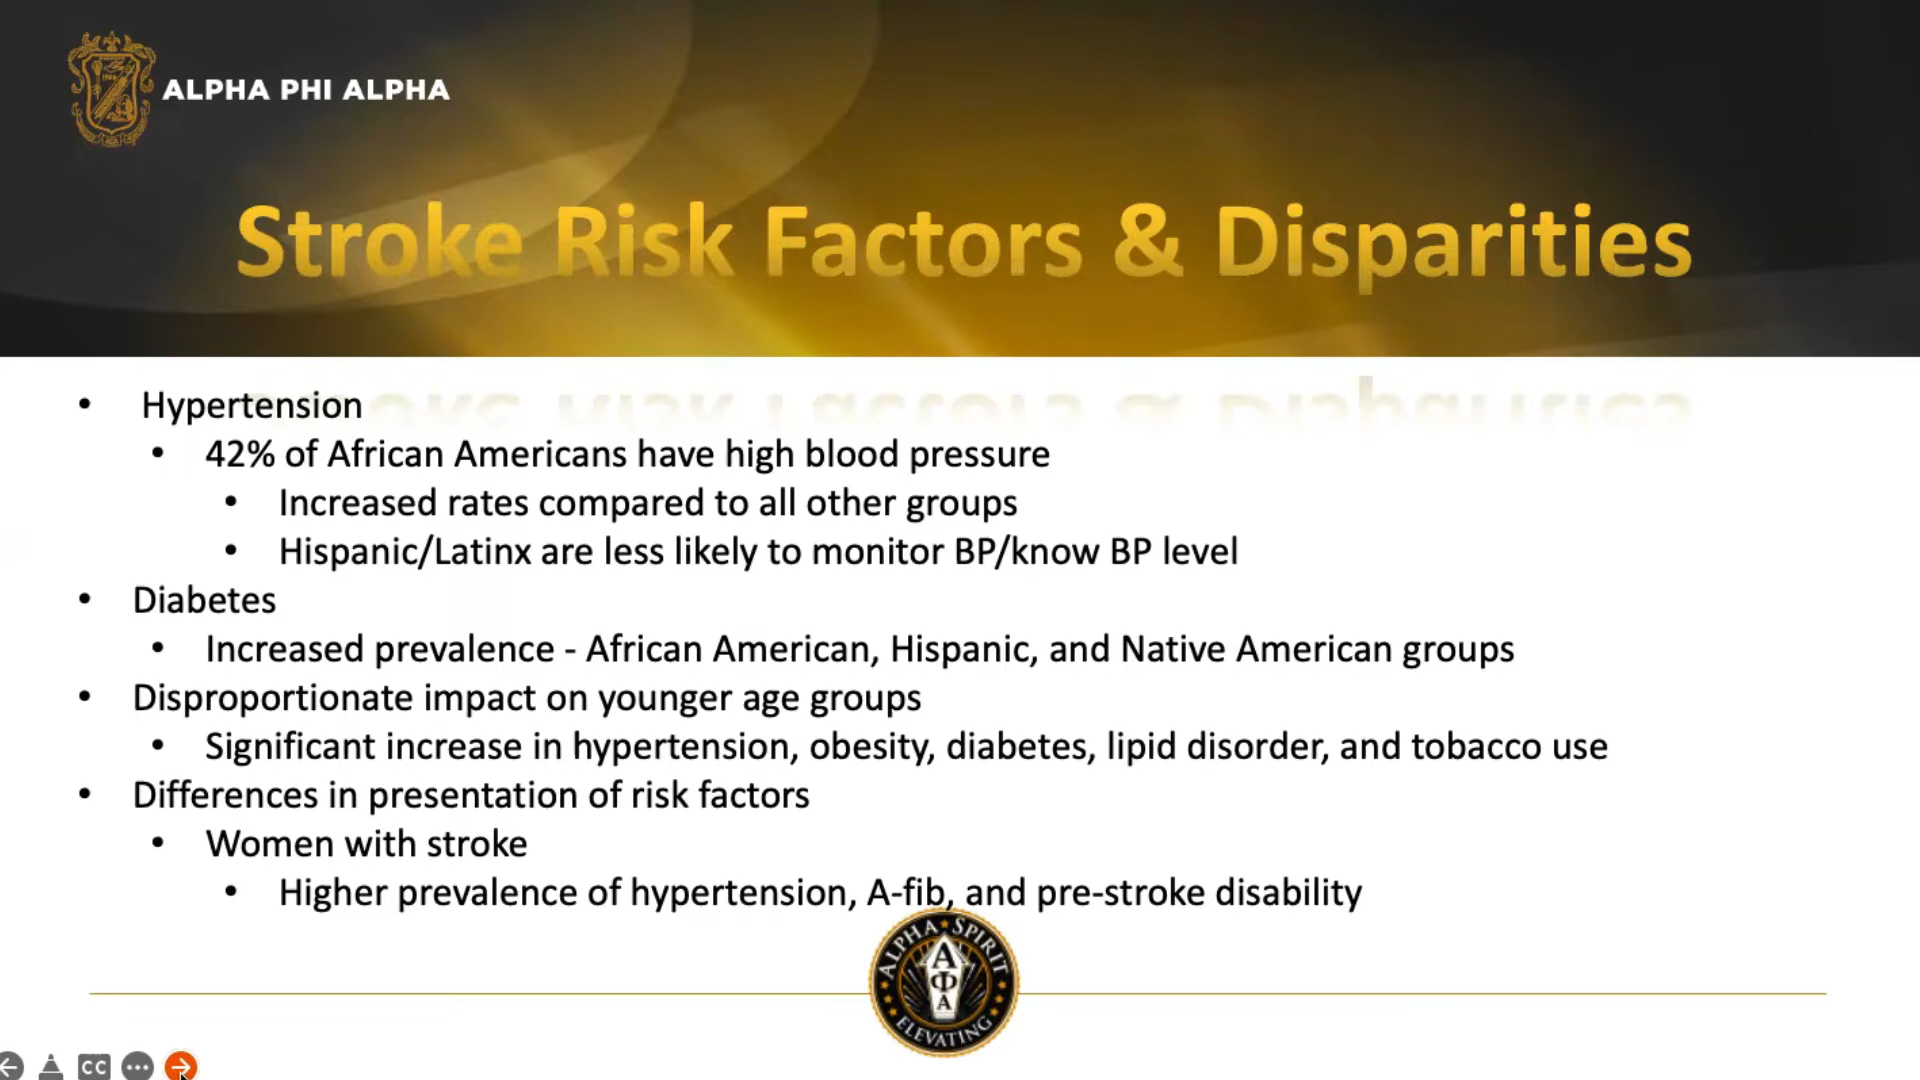 ALPHA PHI ALPHA
Stroke Risk Factors & Disparities
• Hypertension
• 42% of African Americans have high blood pressure
• Increased rates compared to all other groups
• Hispanic/Latinx are less likely to monitor BP/know BP level
• Diabetes
• Increased prevalence - African American, Hispanic, and Native American groups
• Disproportionate impact on younger age groups
• Significant increase in hypertension, obesity, diabetes, lipid disorder, and tobacco use
• Differences in presentation of risk factors
• Women with stroke
• Higher prevalence of hypertension, A-fib, and pre-stroke disability
ALPHA SPIRIT
Α
Φ
Α
ELEVATING
CC